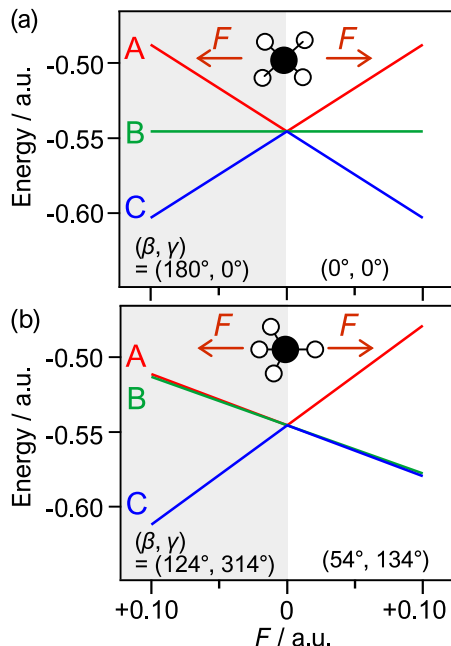 (a)
A
F
F
-0.50
B
-0.55
C
-0.60
Energy / a.u.
(β, γ)
= (180°, 0°)
(0°, 0°)
(b)
F
F
A
-0.50
B
-0.55
C
-0.60
Energy / a.u.
(β, γ)
= (124°, 314°)
(54°, 134°)
+0.10
0
+0.10
F / a.u.